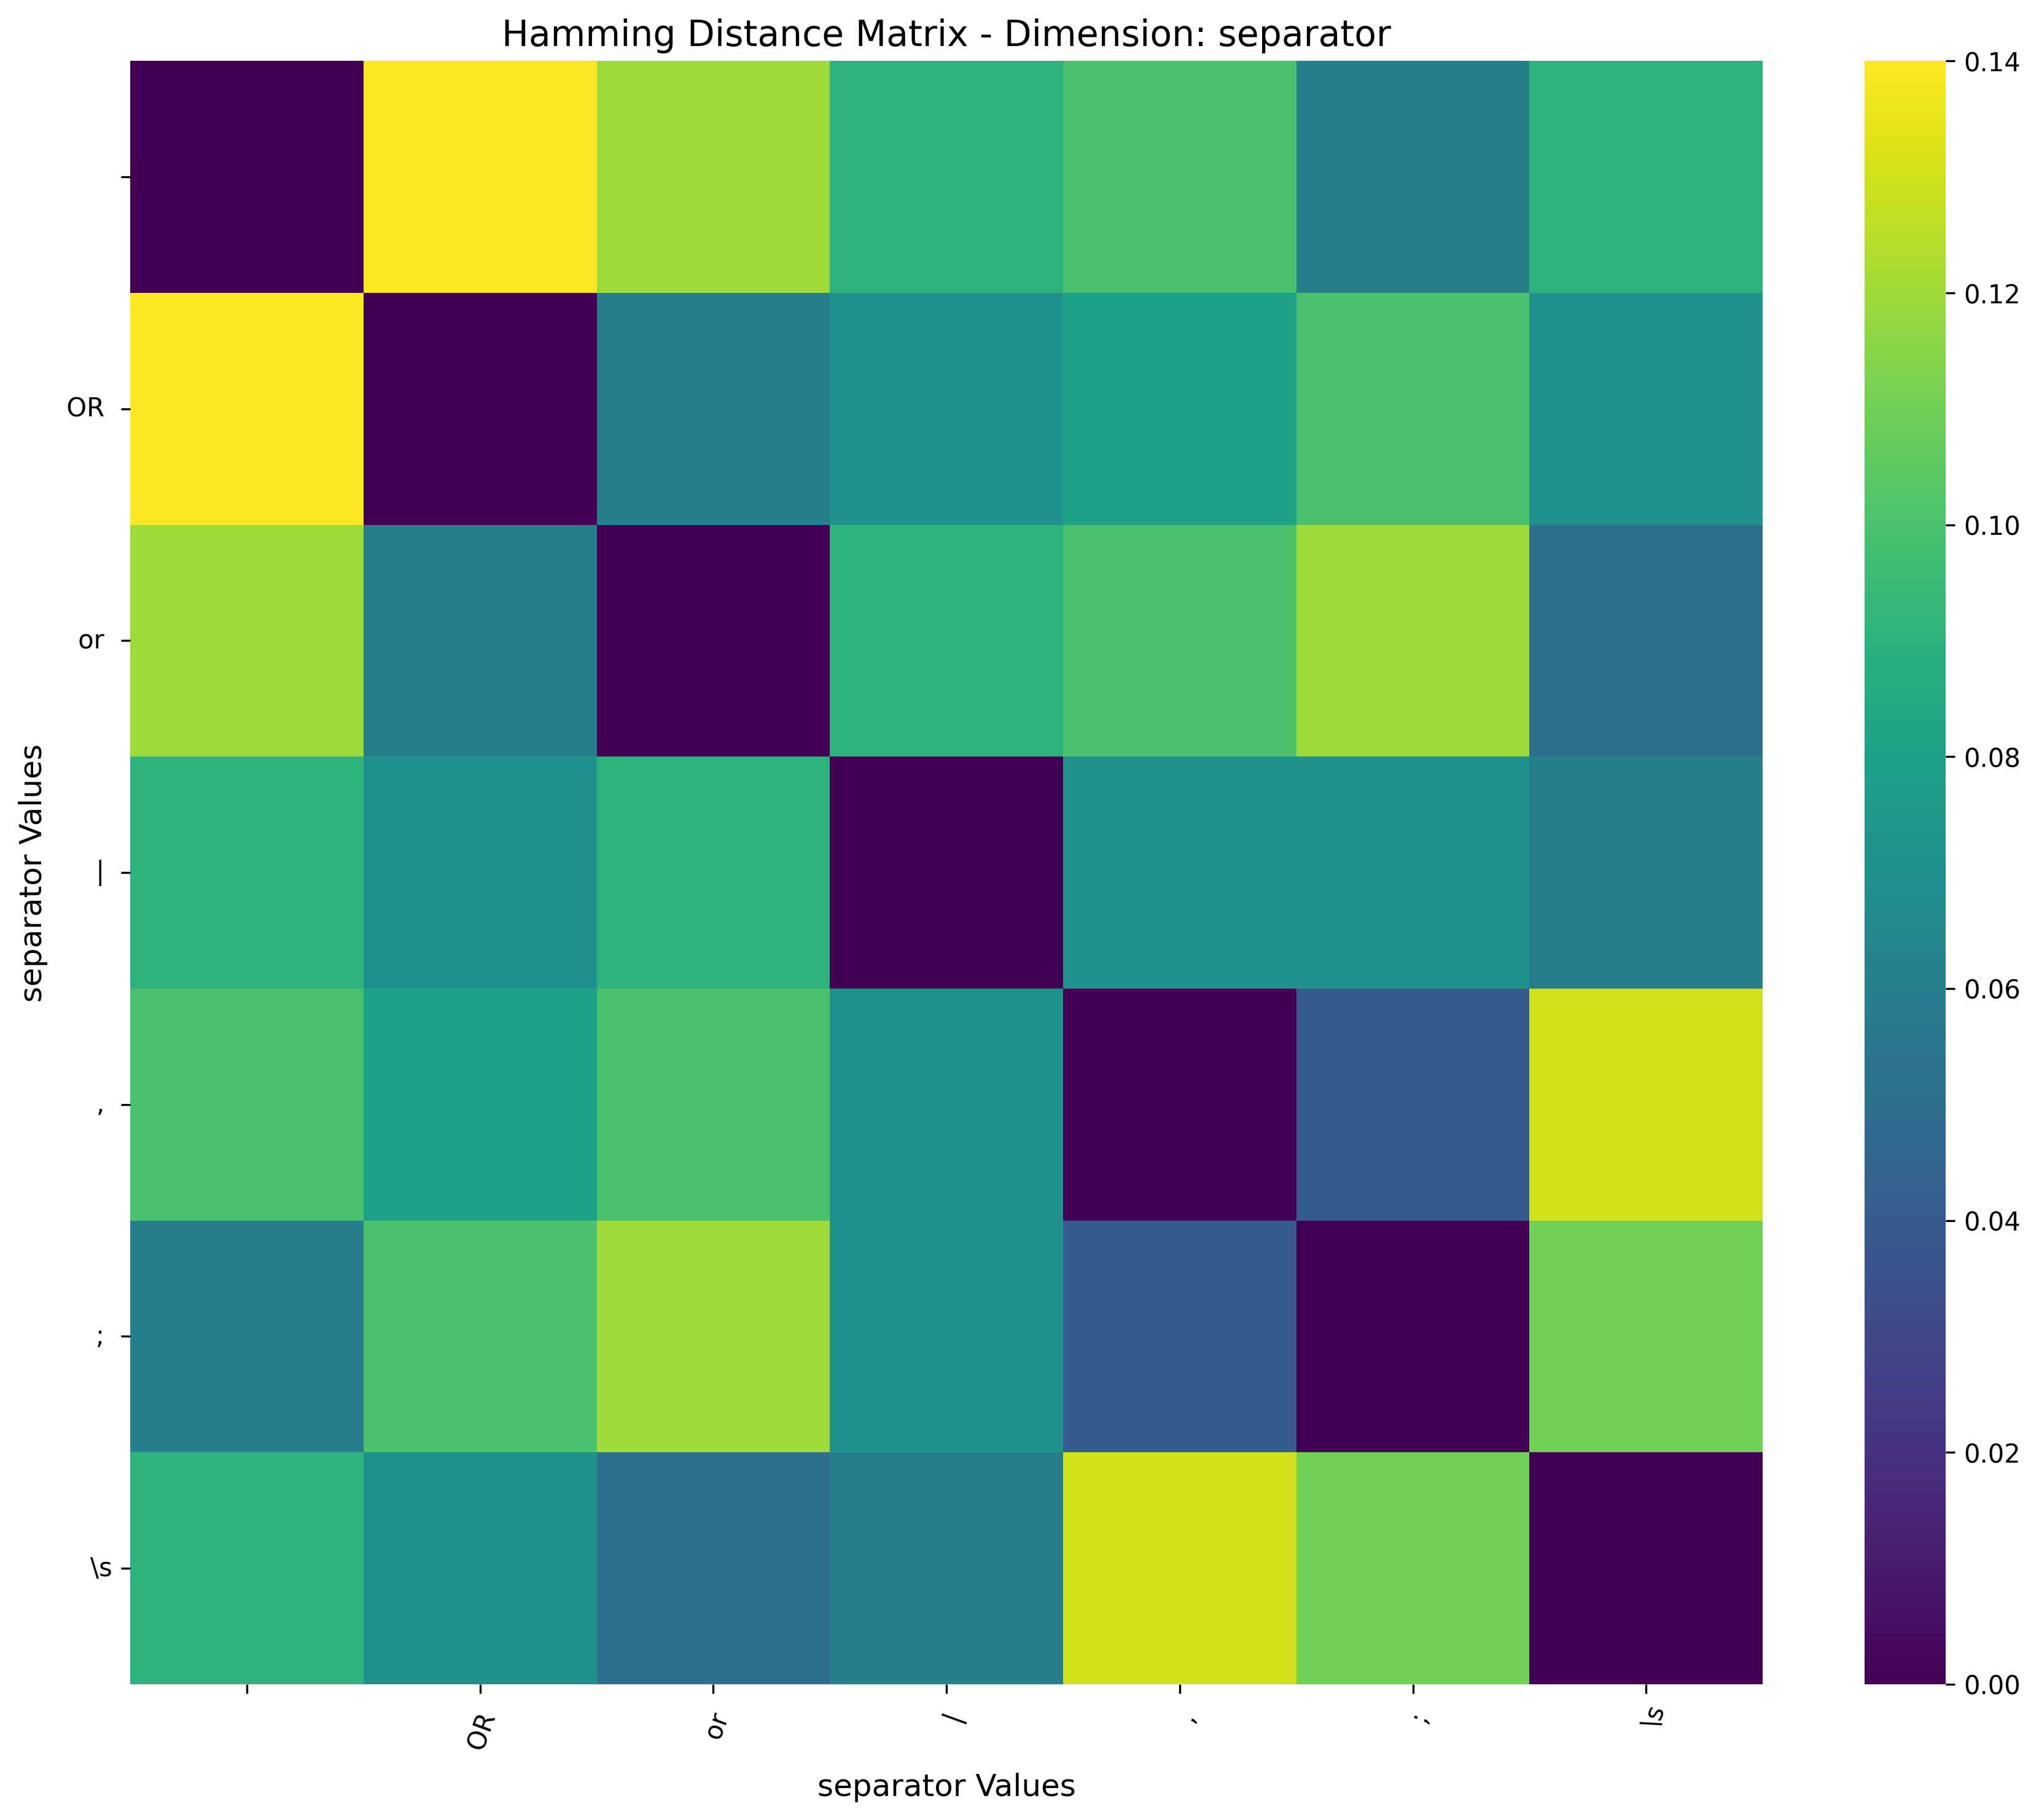 Hamming Distance Matrix - Dimension: separator
separator Values
OR
or
|
,
;
\s
OR
or
|
,
;
\s
separator Values
0.14
0.12
0.10
0.08
0.06
0.04
0.02
0.00